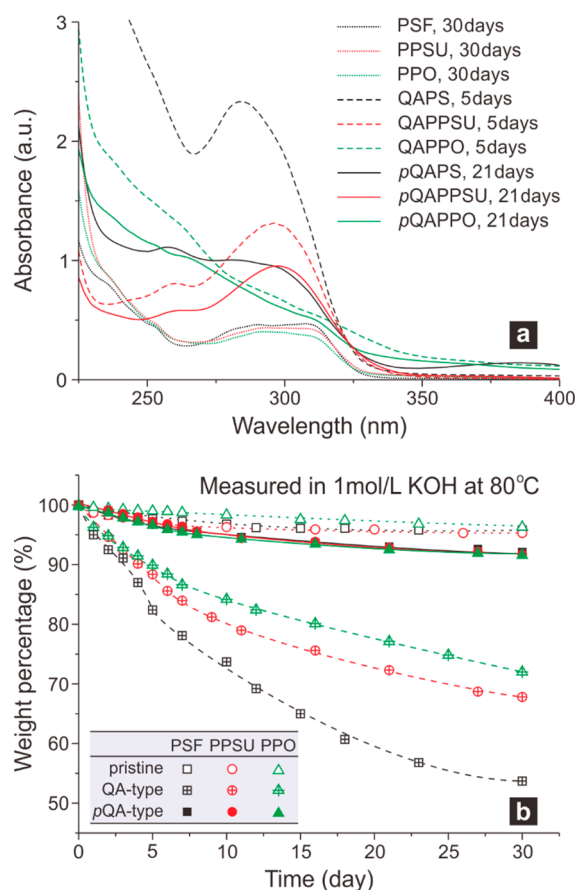 3
2
1
0
Absorbance (a.u.)
PSF, 30days
PPSU, 30days
PPO, 30days
QAPS, 5days
QAPPSU, 5days
QAPPO, 5days
pQAPS, 21days
pQAPPSU, 21days
pQAPPO, 21days
a
250 300 350 400
Wavelength (nm)
Measured in 1mol/L KOH at 80°C
100
90
80
70
60
50
Weight percentage (%)
PSF PPSU PPO
pristine
QA-type
pQA-type
b
0 5 10 15 20 25 30
Time (day)